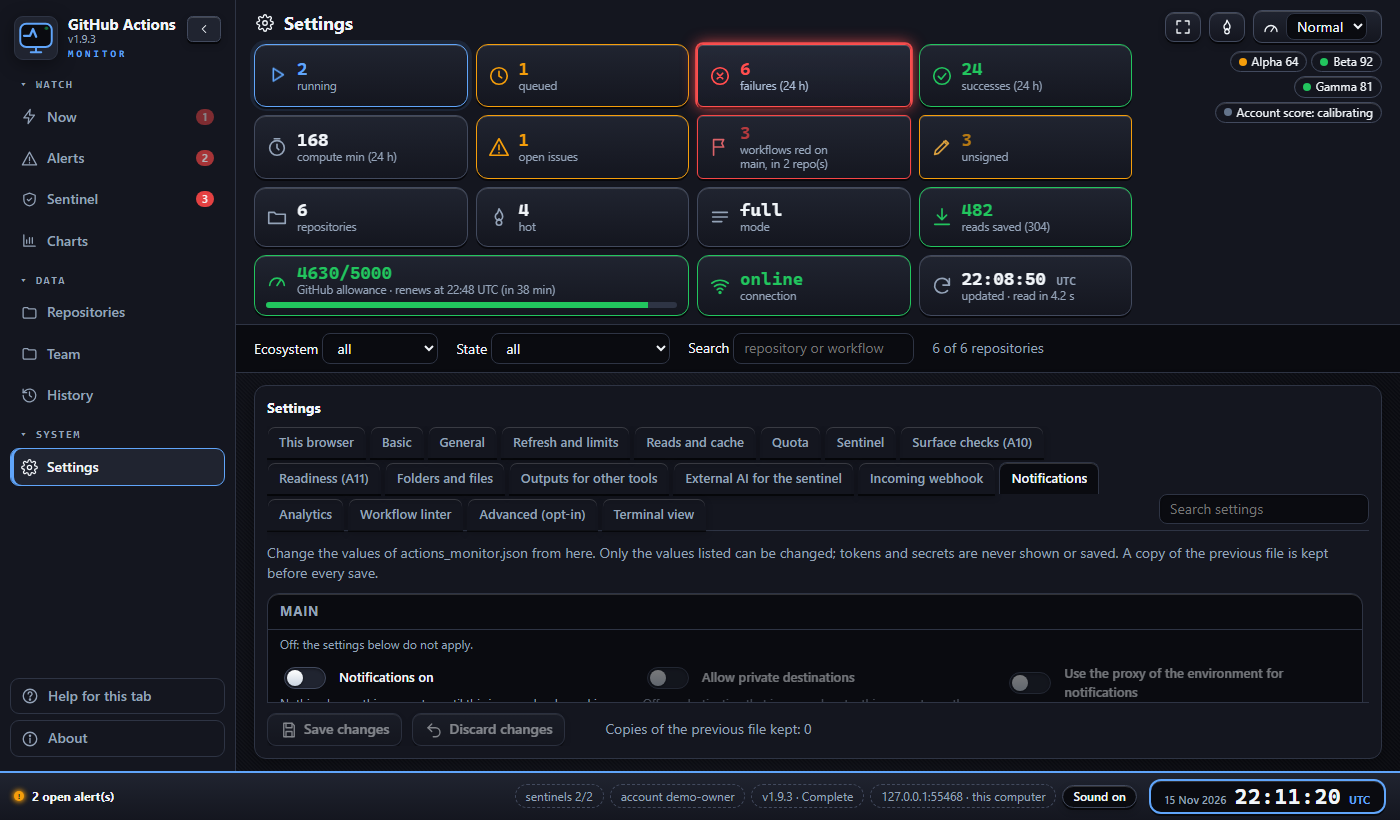 GitHub Actions
v1.9.3
MONITOR
WATCH
Now 1
Alerts 2
Sentinel 3
Charts
DATA
Repositories
Team
History
SYSTEM
Settings
Help for this tab
About
Settings
Normal
2
running
1
queued
6
failures (24 h)
24
successes (24 h)
Alpha 64
Beta 92
Gamma 81
Account score: calibrating
168
compute min (24 h)
1
open issues
3
workflows red on
main, in 2 repo(s)
3
unsigned
6
repositories
4
hot
full
mode
482
reads saved (304)
4630/5000
GitHub allowance · renews at 22:48 UTC (in 38 min)
online
connection
22:08:50 UTC
updated · read in 4.2 s
Ecosystem all State all Search repository or workflow 6 of 6 repositories
Settings
This browser Basic General Refresh and limits Reads and cache Quota Sentinel Surface checks (A10)
Readiness (A11) Folders and files Outputs for other tools External AI for the sentinel Incoming webhook Notifications
Analytics Workflow linter Advanced (opt-in) Terminal view Search settings
Change the values of actions_monitor.json from here. Only the values listed can be changed; tokens and secrets are never shown or saved. A copy of the previous file is kept
before every save.
MAIN
Off: the settings below do not apply.
Notifications on
Allow private destinations
Use the proxy of the environment for
notifications
Save changes Discard changes Copies of the previous file kept: 0
2 open alert(s) sentinels 2/2 account demo-owner v1.9.3 · Complete 127.0.0.1:55468 · this computer Sound on 15 Nov 2026 22:11:20 UTC